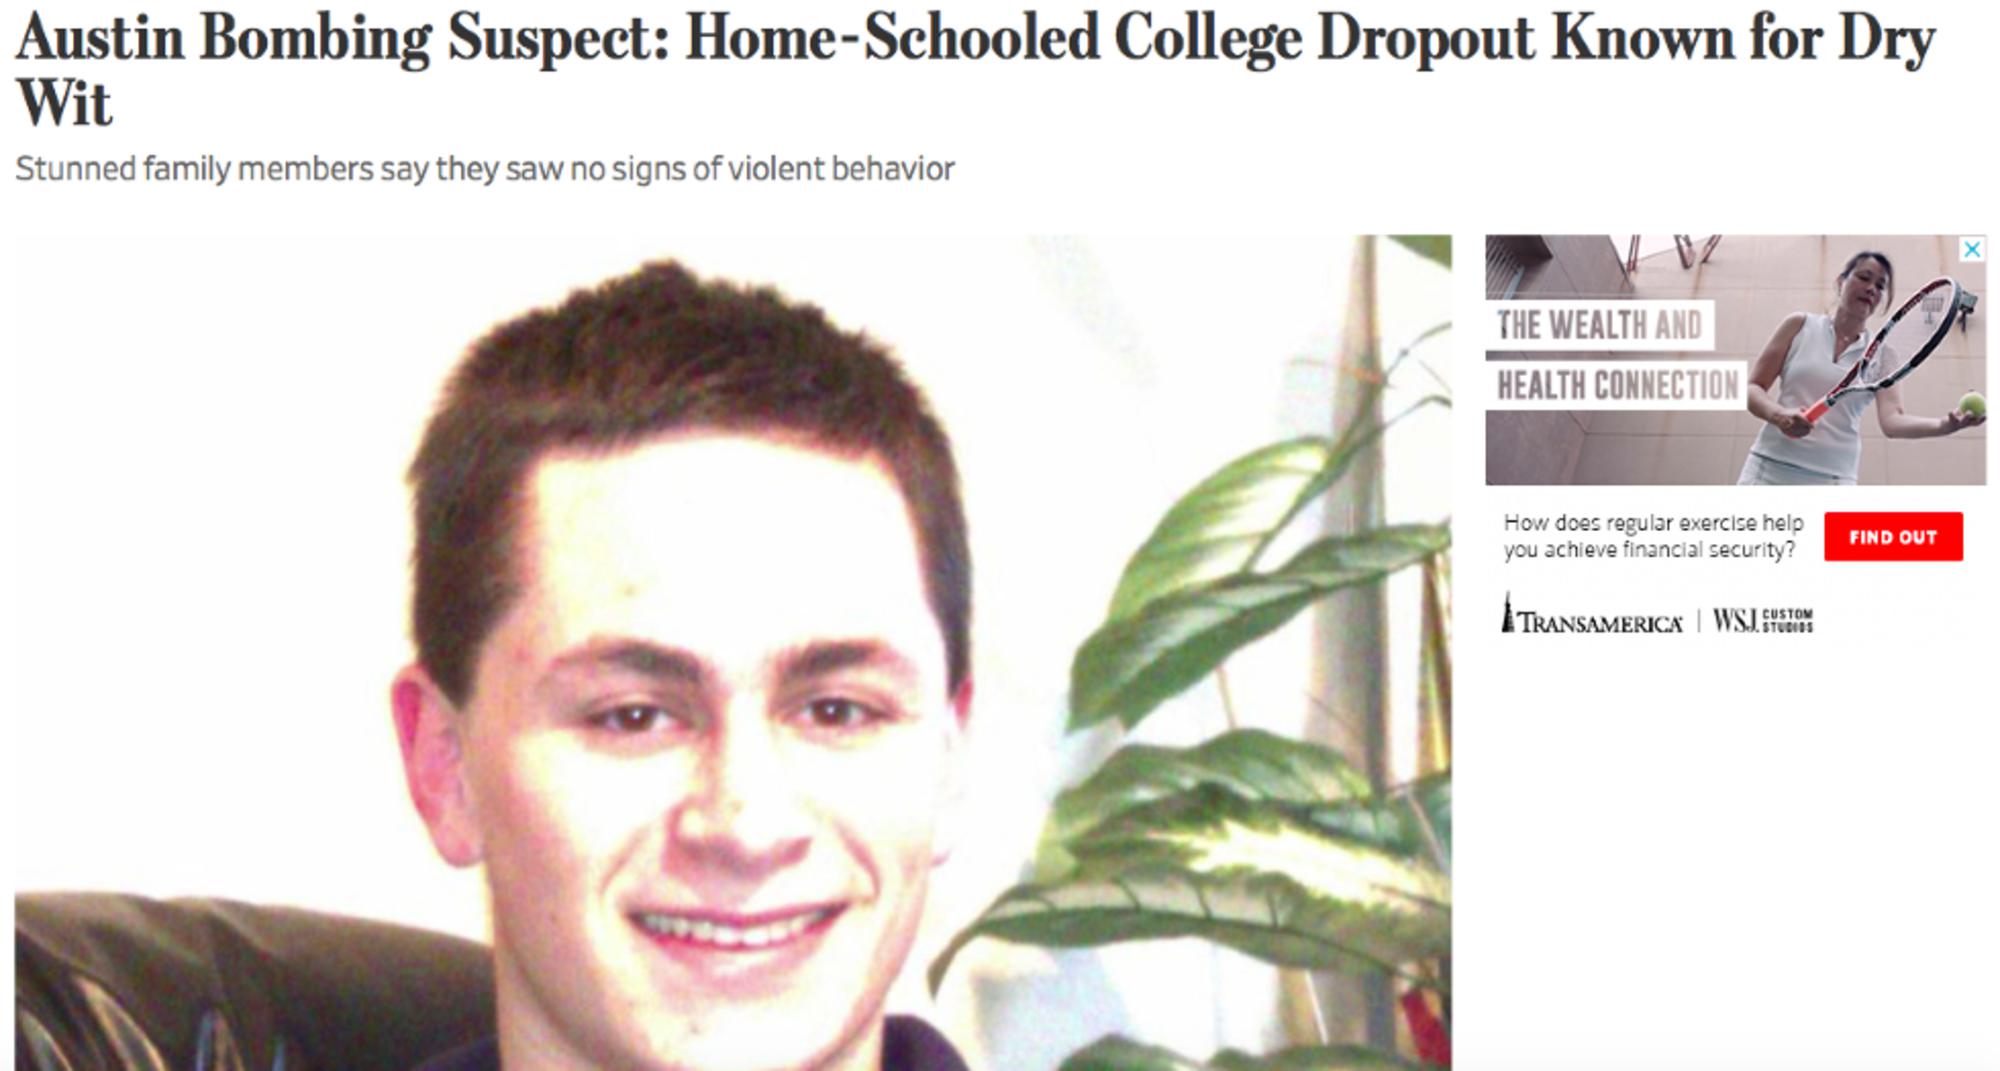 Austin Bombing Suspect: Home-Schooled College Dropout Known for Dry
Wit
Stunned family members say they saw no signs of violent behavior
THE WEALTH AND
HEALTH CONNECTION
How does regular exercise help
you achieve financial security?
FIND OUT
TRANSAMERICA | WSJ. CUSTOM
STUDIOS